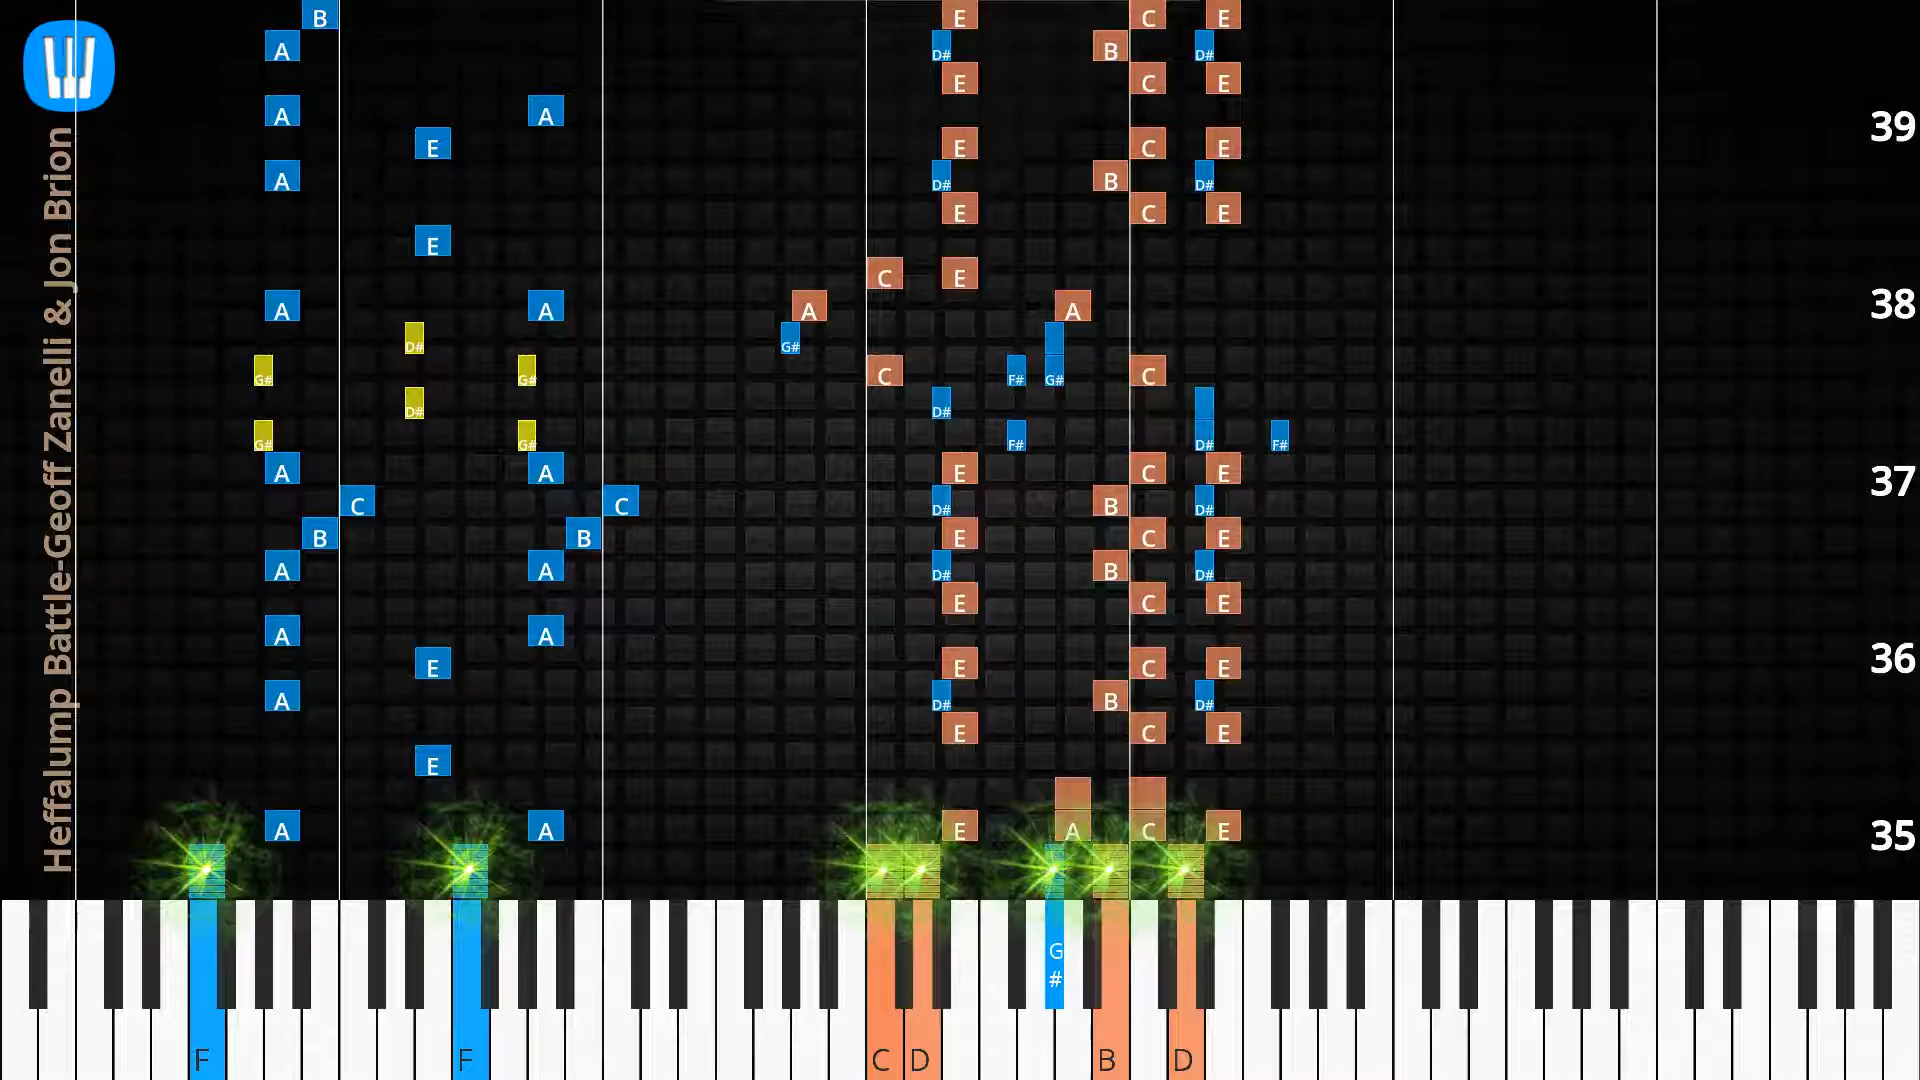 Heffalump Battle-Geoff Zanelli & Jon Brion
B E C E
A D# B D#
E C E
A A 39
E E C E
A D# B D#
E C E
E
C E
A A A A 38
D# G#
G# G# C F# G# C
D# D#
G# G# F# D# F#
A A E C E 37
C C D# B D#
B B E C E
A A D# B D#
E C E
A A
E E C E 36
A D# B D#
E C E
E
A A E A C E 35
G
#
F F C D B D